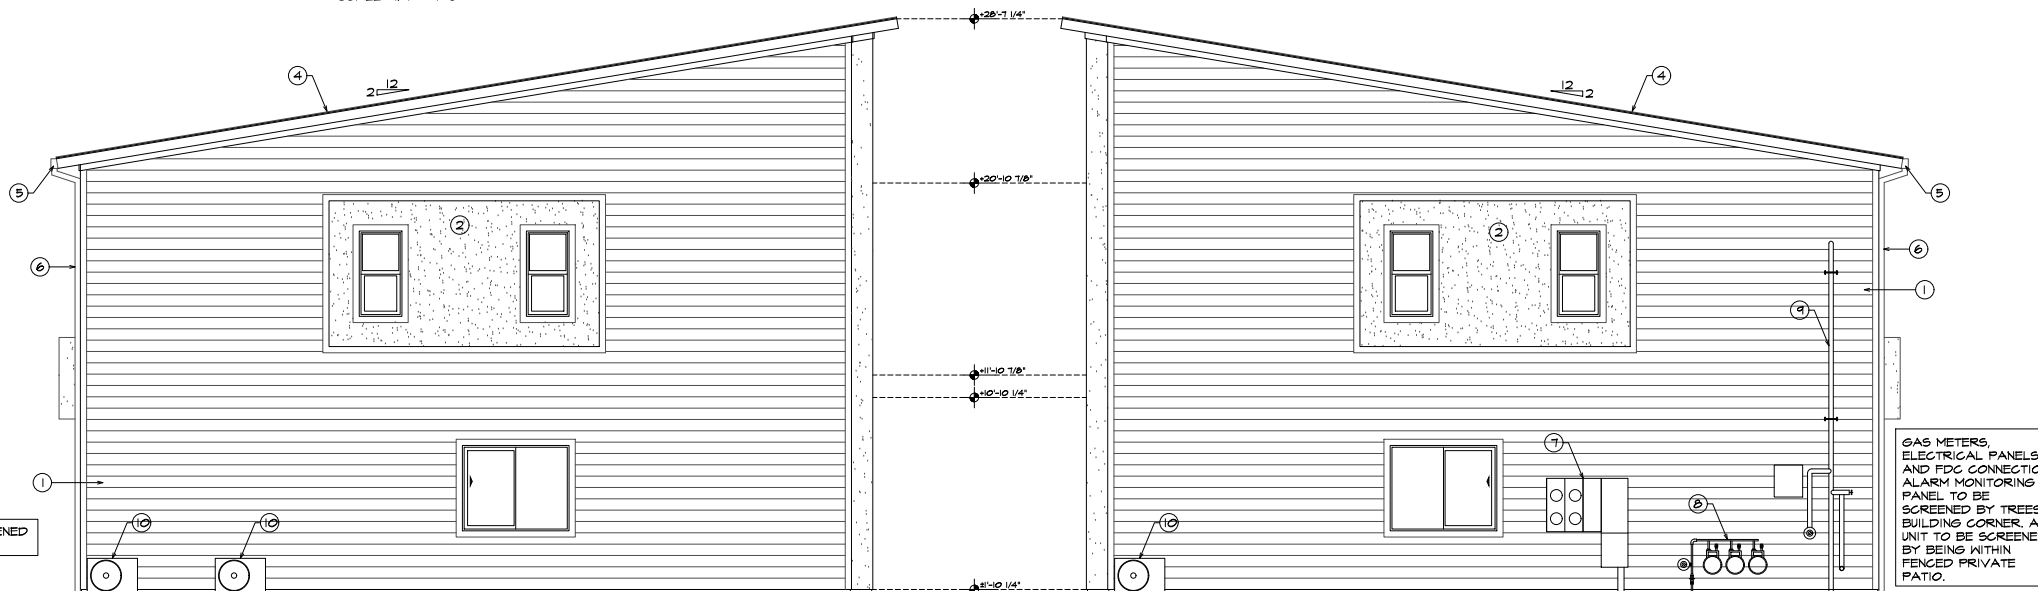 +28'-7 1/4"
4
12
2
4
12
2
5
+20'-10 7/8"
5
2
2
6
6
1
9
+11'-10 7/8"
+10'-10 1/4"
7
1
8
10
10
10
ENED
±1'-10 1/4"
GAS METERS,
ELECTRICAL PANELS
AND FDC CONNECTIO
ALARM MONITORING
PANEL TO BE
SCREENED BY TREES
BUILDING CORNER. A
UNIT TO BE SCREENE
BY BEING WITHIN
FENCED PRIVATE
PATIO.